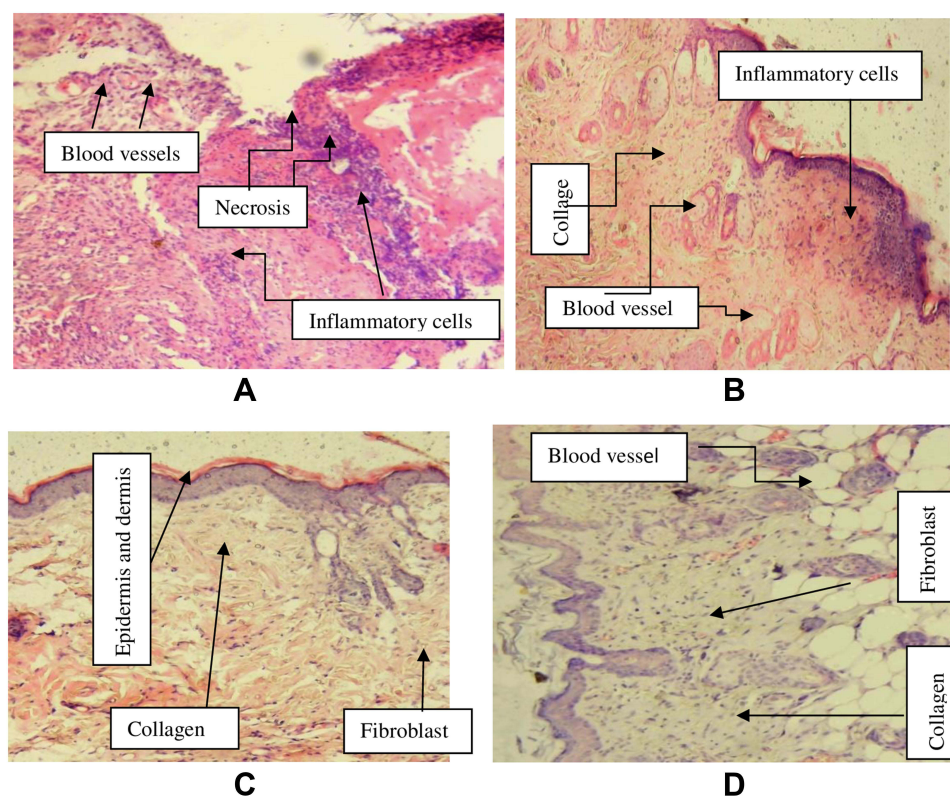 Blood vessels
Necrosis
Inflammatory cells
A
Inflammatory cells
Collage
Blood vessel
B
Epidermis and dermis
Collagen
Fibroblast
C
Blood vessel
Fibroblast
Collagen
D